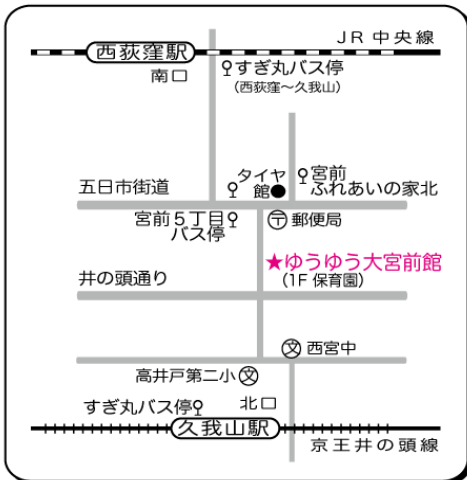 JR 中央線
西荻窪駅
南口
すぎ丸バス停
(西荻窪〜久我山)
タイヤ
館
宮前
ふれあいの家北
五日市街道
宮前5丁目
バス停
〒 郵便局
★ゆうゆう大宮前館
(1F 保育園)
井の頭通り
文 西宮中
高井戸第二小 文
すぎ丸バス停
北口
久我山駅
京王井の頭線